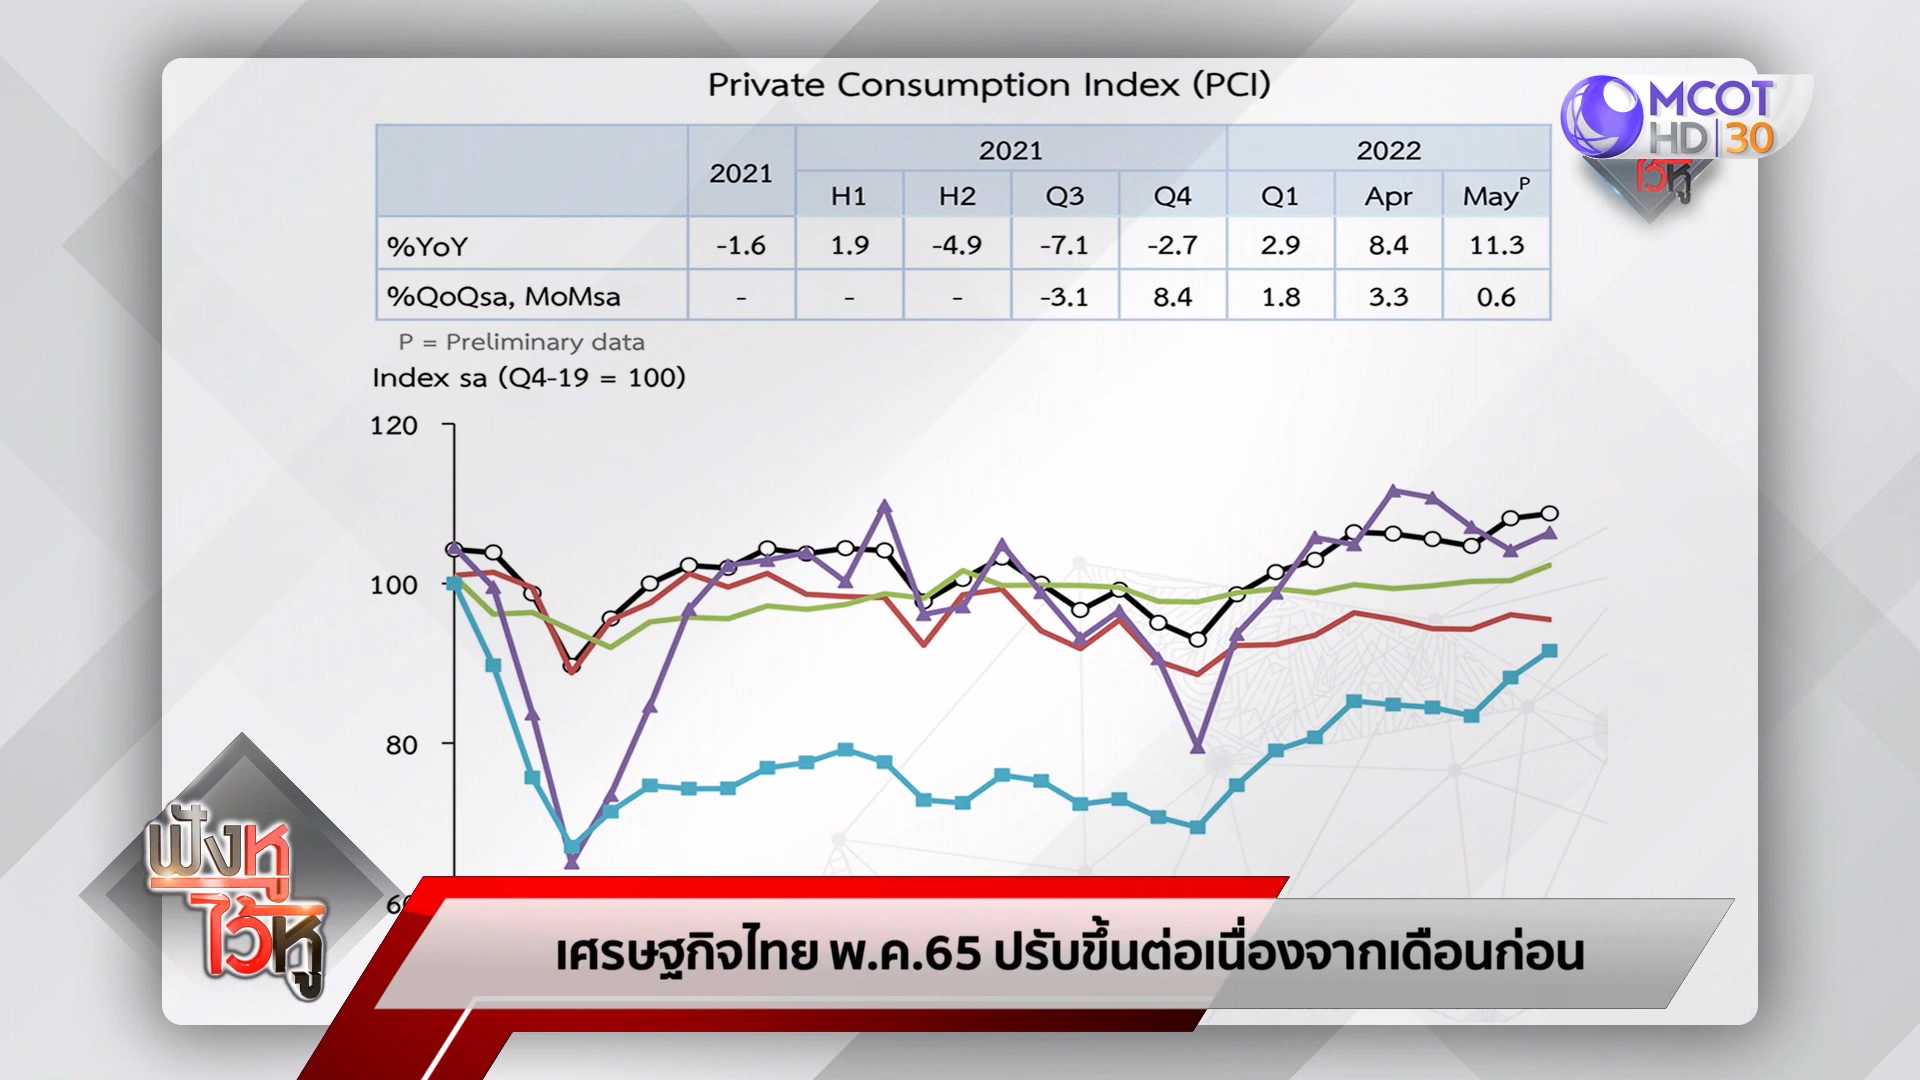 Private Consumption Index (PCI)
MCOT
HD 30
ไว้หู
2021 2021 2022
H1 H2 Q3 Q4 Q1 Apr May P
%YoY -1.6 1.9 -4.9 -7.1 -2.7 2.9 8.4 11.3
%QoQsa, MoMsa - - - -3.1 8.4 1.8 3.3 0.6
P = Preliminary data
Index sa (Q4-19 = 100)
120
100
80
ฟังหู
ไว้หู
เศรษฐกิจไทย พ.ค.65 ปรับขึ้นต่อเนื่องจากเดือนก่อน